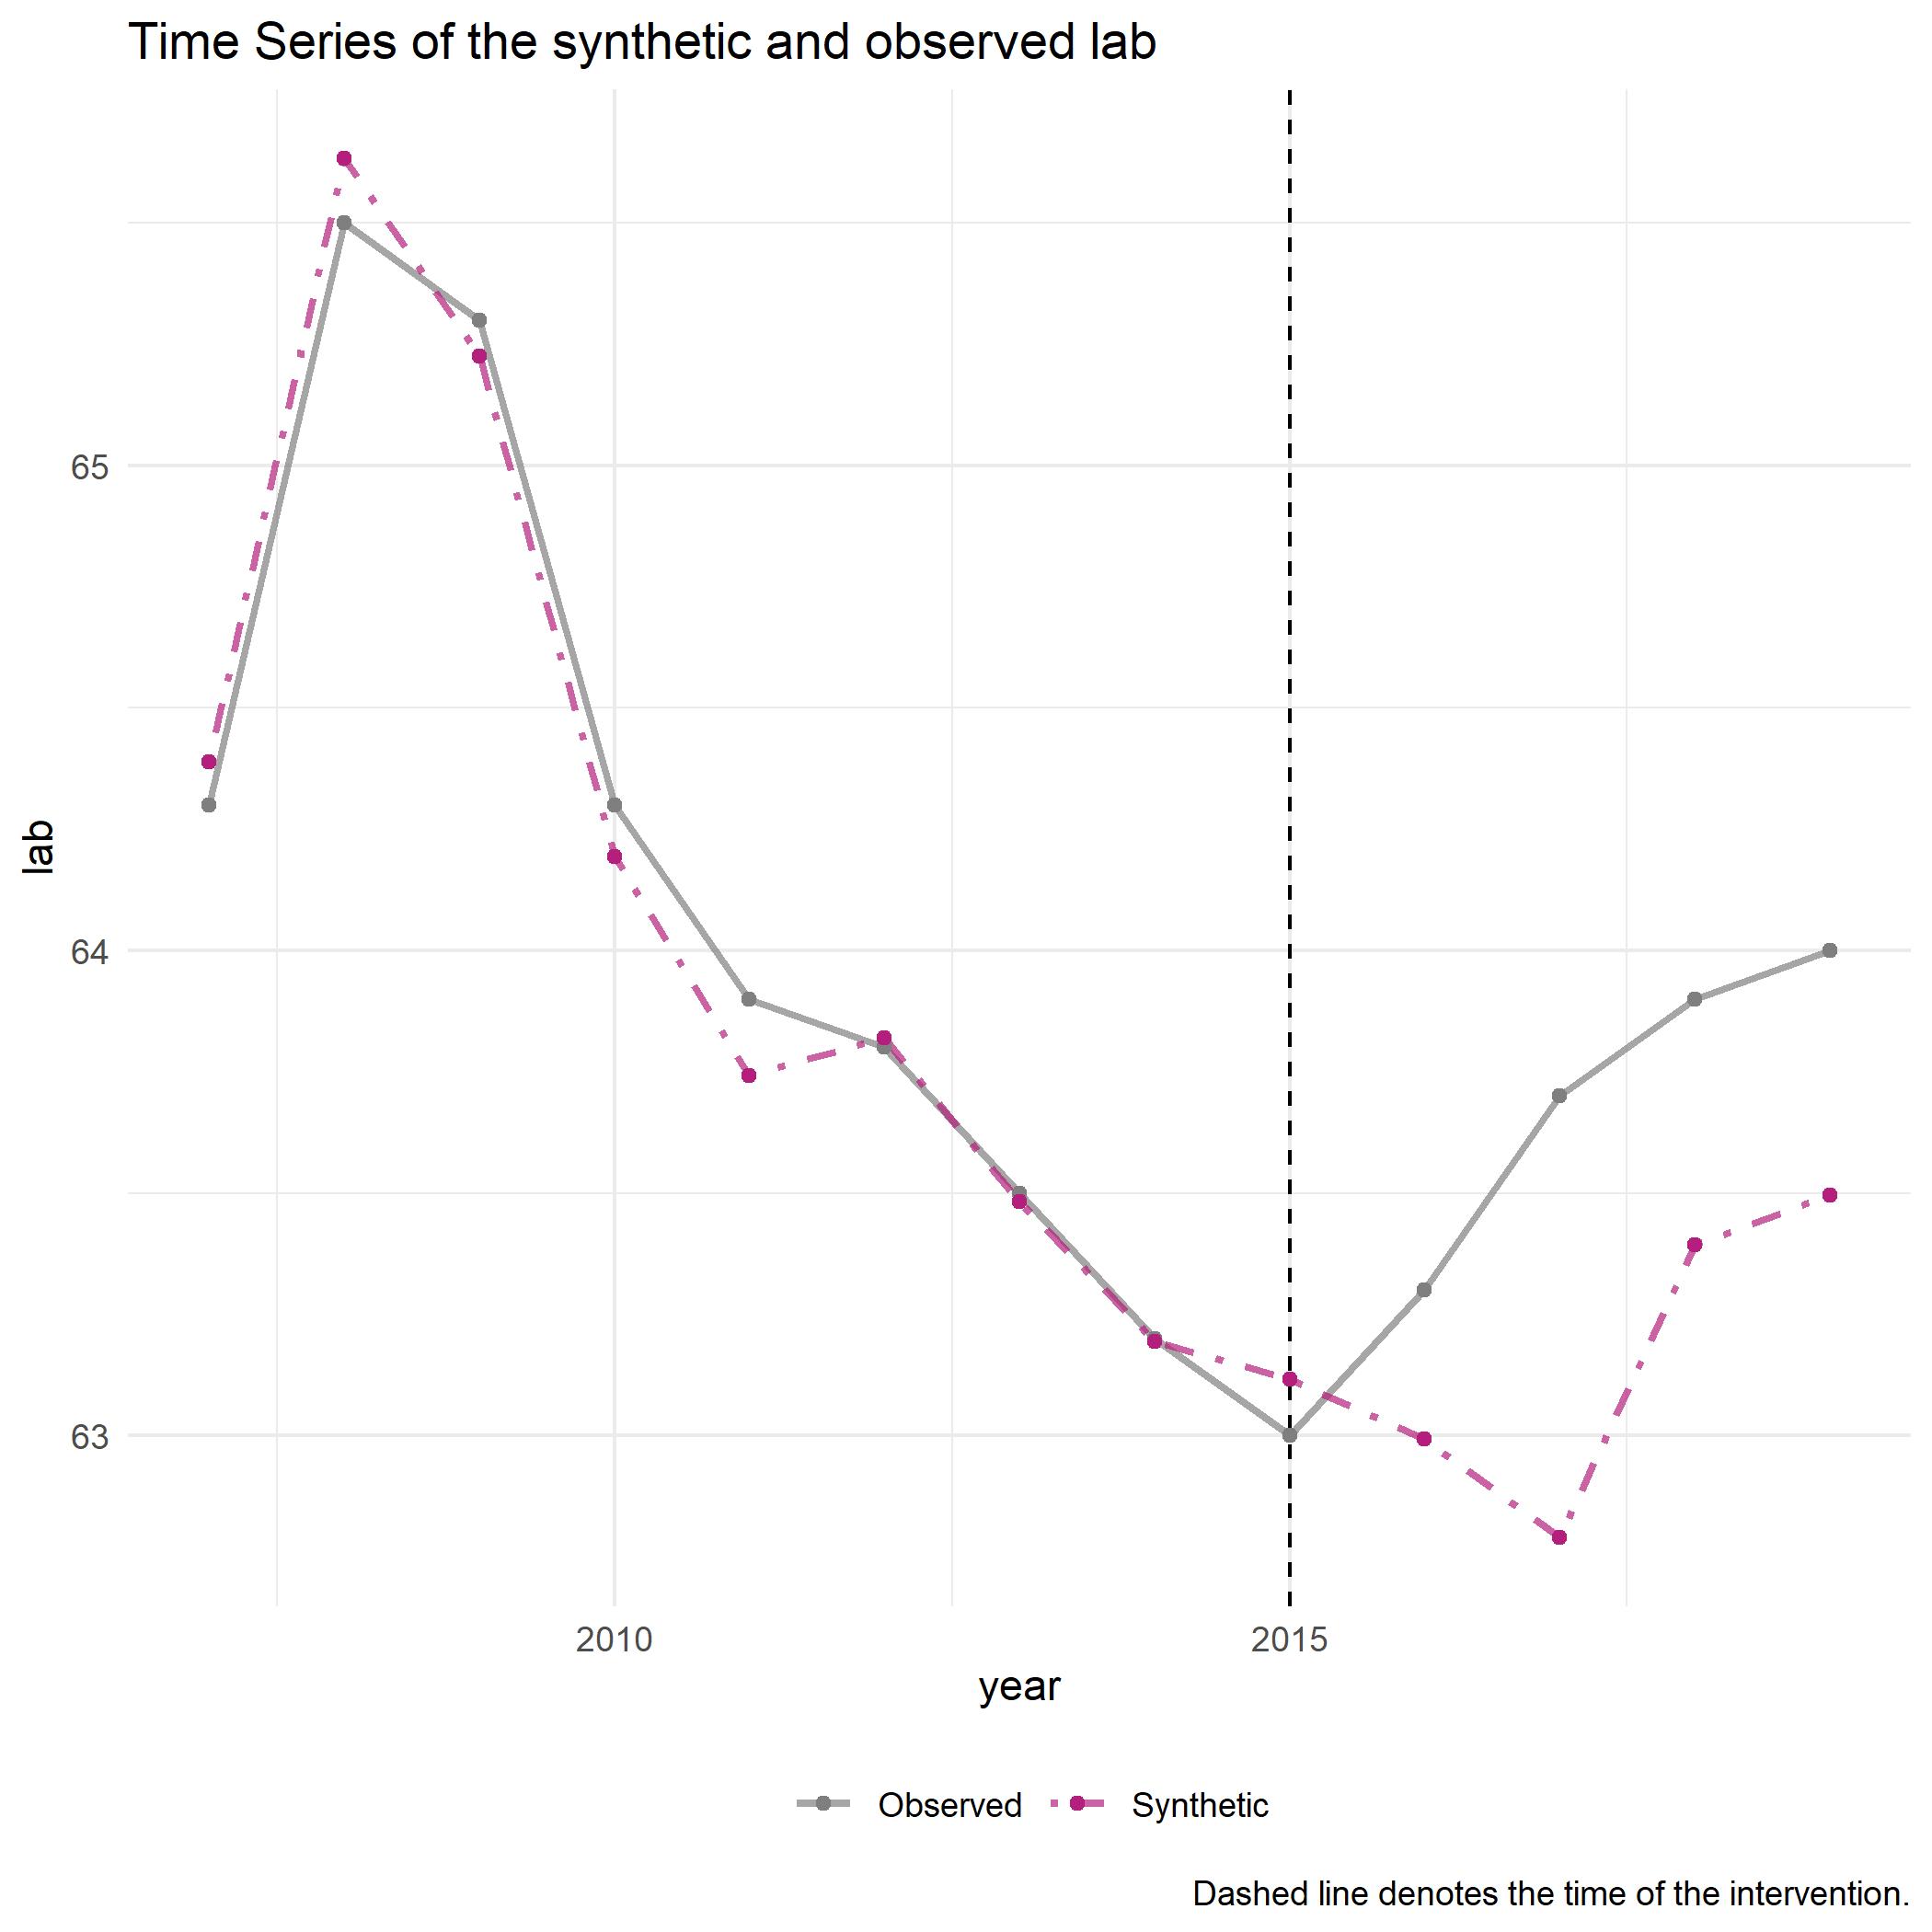 Time Series of the synthetic and observed lab
65
64
63
lab
2010 2015
year
Observed Synthetic
Dashed line denotes the time of the intervention.